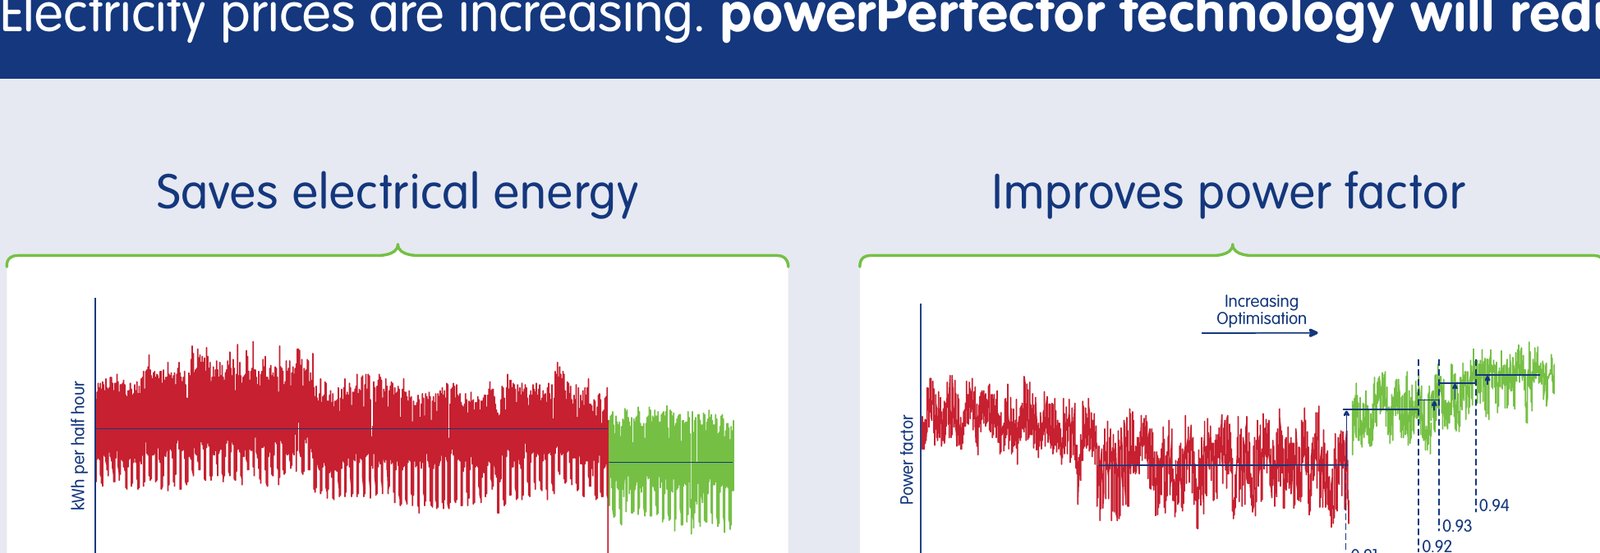 Electricity prices are increasing. powerPerfector technology will
Saves electrical energy
Improves power factor
kWh per half hour
Increasing
Optimisation
Power factor
0.94
0.93
0.92